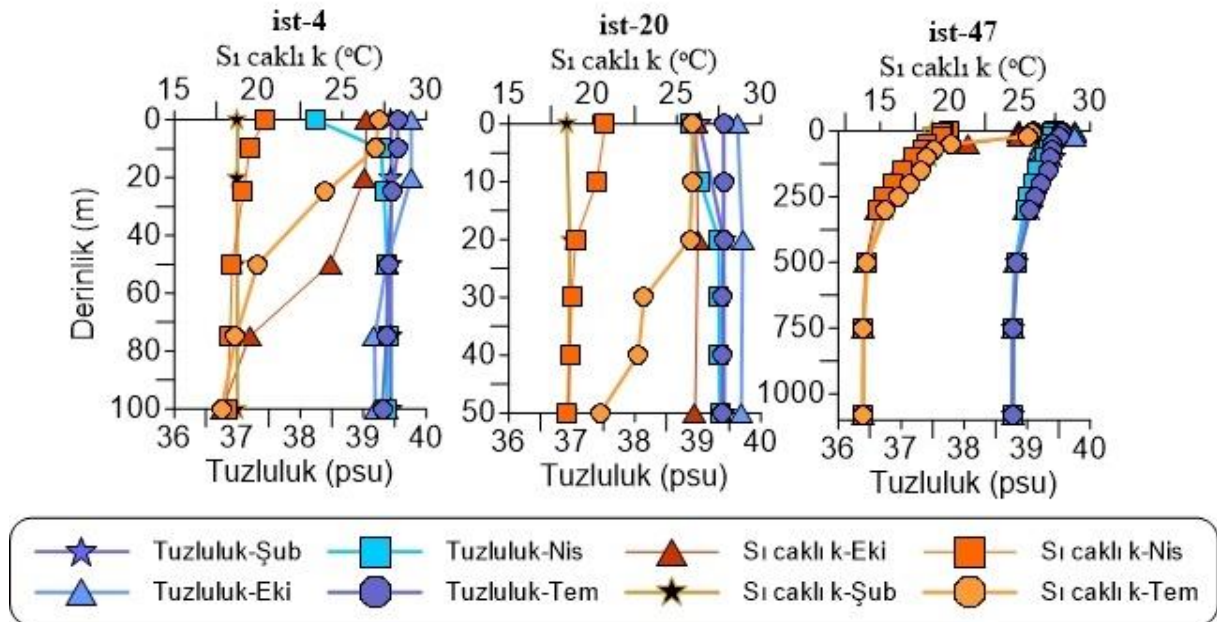 ist-4
Sı caklı k (°C)
15 20 25 30
ist-20
Sı caklı k (°C)
15 20 25 30
ist-47
Sı caklı k (°C)
15 20 25 30
Derinlik (m)
0
20
40
60
80
100
0
10
20
30
40
50
0
250
500
750
1000
36 37 38 39 40
Tuzluluk (psu)
36 37 38 39 40
Tuzluluk (psu)
36 37 38 39 40
Tuzluluk (psu)
Tuzluluk-Şub Tuzluluk-Nis Sı caklı k-Eki Sı caklı k-Nis
Tuzluluk-Eki Tuzluluk-Tem Sı caklı k-Şub Sı caklı k-Tem